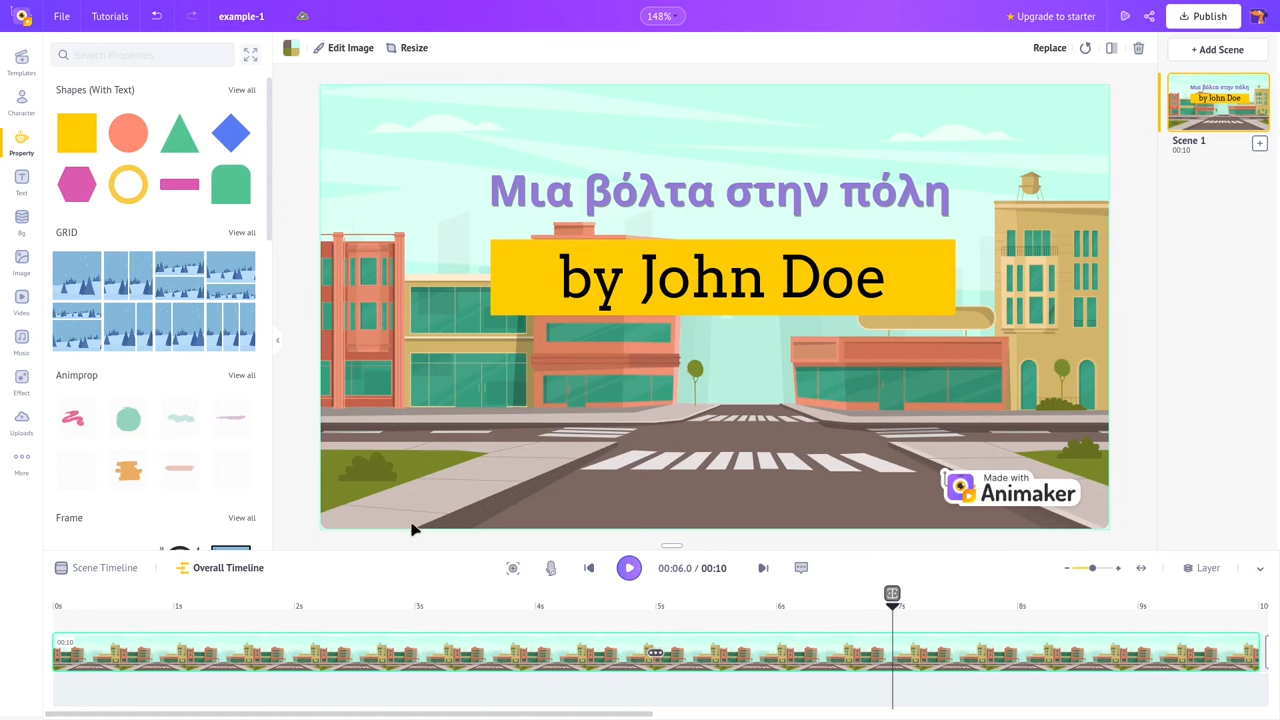 File
Tutorials
example-1
148%
Upgrade to starter
Publish
Templates
Character
Property
Text
Bg
Image
Video
Music
Effect
Uploads
More
Search Properties
Shapes (With Text)
View all
GRID
View all
Animprop
View all
Frame
View all
Edit Image
Resize
Replace
Μια βόλτα στην πόλη
by John Doe
Made with
Animaker
+ Add Scene
Μια βόλτα στην πόλη
by John Doe
Scene 1
00:10
Scene Timeline
Overall Timeline
00:06.0 / 00:10
Layer
0s 1s 2s 3s 4s 5s 6s 7s 8s 9s 10
00:10